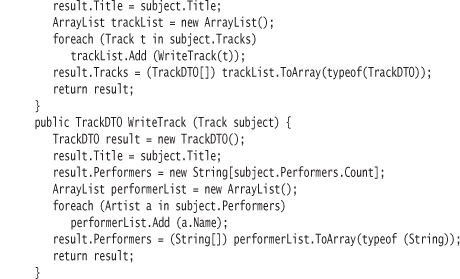 result.Title = subject.Title;
ArrayList trackList = new ArrayList();
foreach (Track t in subject.Tracks)
trackList.Add (WriteTrack(t));
result.Tracks = (TrackDTO[]) trackList.ToArray(typeof(TrackDTO));
return result;
}
public TrackDTO WriteTrack (Track subject) {
TrackDTO result = new TrackDTO();
result.Title = subject.Title;
result.Performers = new String[subject.Performers.Count];
ArrayList performerList = new ArrayList();
foreach (Artist a in subject.Performers)
performerList.Add (a.Name);
result.Performers = (String[]) performerList.ToArray(typeof (String));
return result;
}